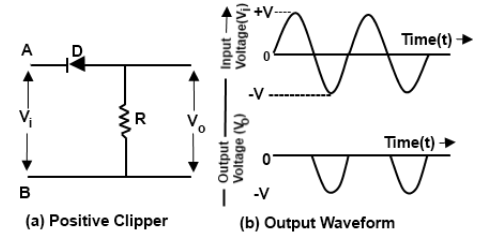 A
D
Vi
R
Vo
B
(a) Positive Clipper
Input
Voltage(Vi)
+V
0
-V
Time(t)
Output
Voltage (Vo)
0
-V
Time(t)
(b) Output Waveform